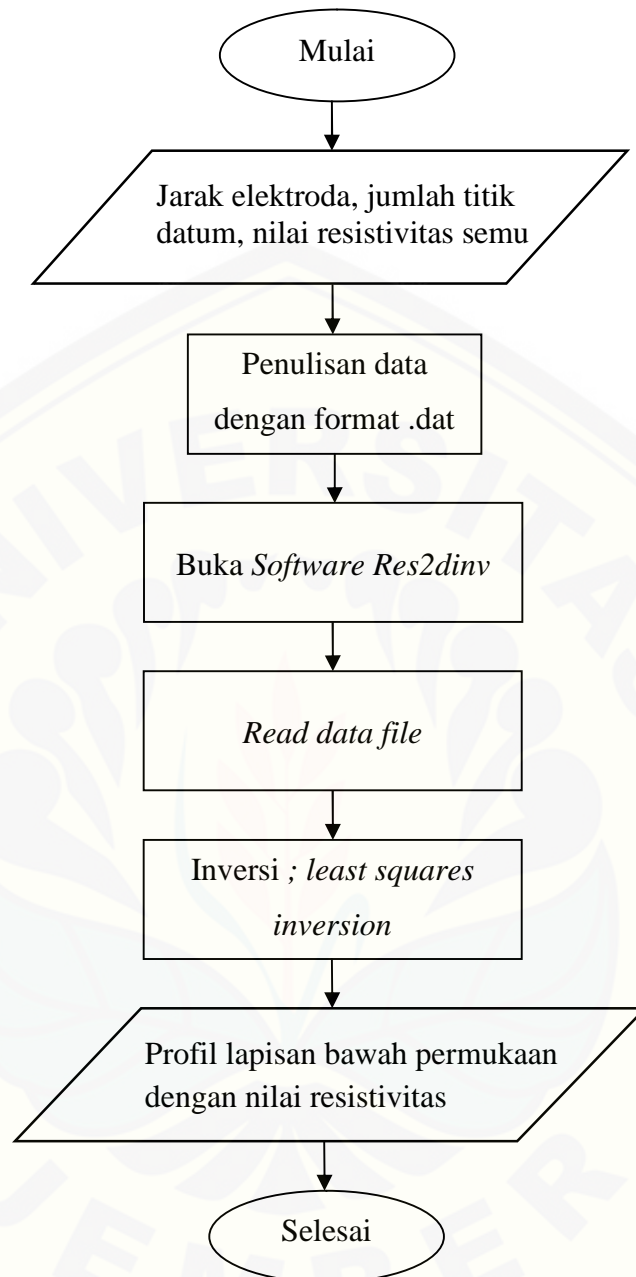 Mulai
Jarak elektroda, jumlah titik
datum, nilai resistivitas semu
Penulisan data
dengan format .dat
Buka Software Res2dinv
Read data file
Inversi ; least squares
inversion
Profil lapisan bawah permukaan
dengan nilai resistivitas
Selesai